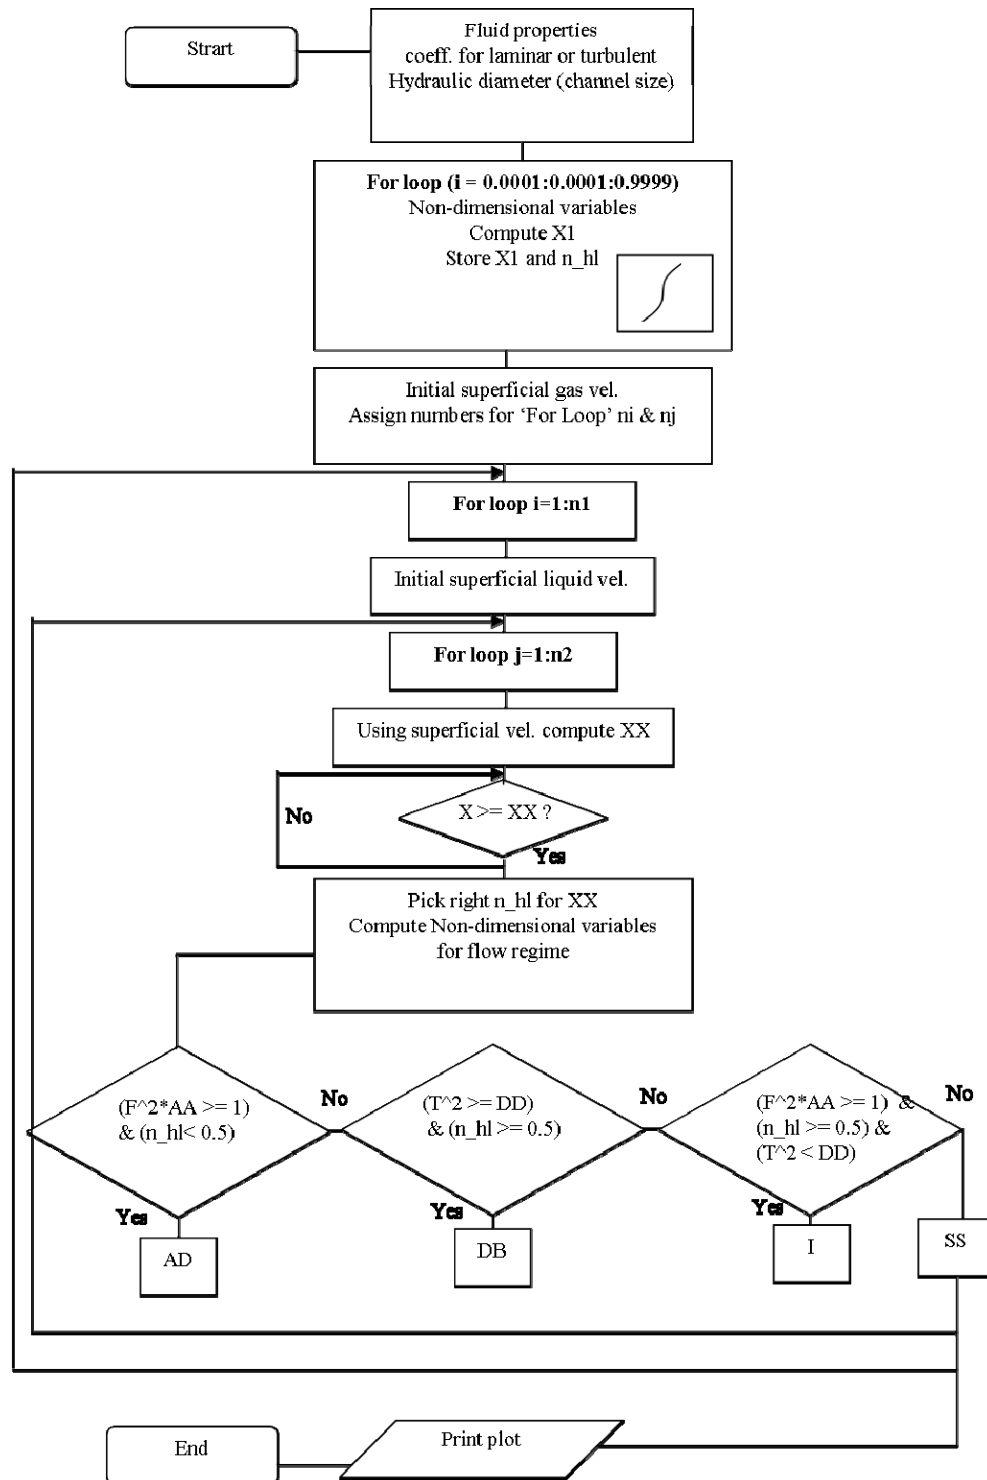 Strart
Fluid properties
coeff. for laminar or turbulent
Hydraulic diameter (channel size)
For loop (i = 0.0001:0.0001:0.9999)
Non-dimensional variables
Compute X1
Store X1 and n_hl
Initial superficial gas vel.
Assign numbers for ‘For Loop’ ni & nj
For loop i=1:n1
Initial superficial liquid vel.
For loop j=1:n2
Using superficial vel. compute XX
X >= XX ?
No
Yes
Pick right n_hl for XX
Compute Non-dimensional variables
for flow regime
(F^2*AA >= 1)
& (n_hl< 0.5)
No
Yes
AD
(T^2 >= DD)
& (n_hl >= 0.5)
No
Yes
DB
(F^2*AA >= 1) &
(n_hl >= 0.5) &
(T^2 < DD)
No
Yes
I
SS
Print plot
End